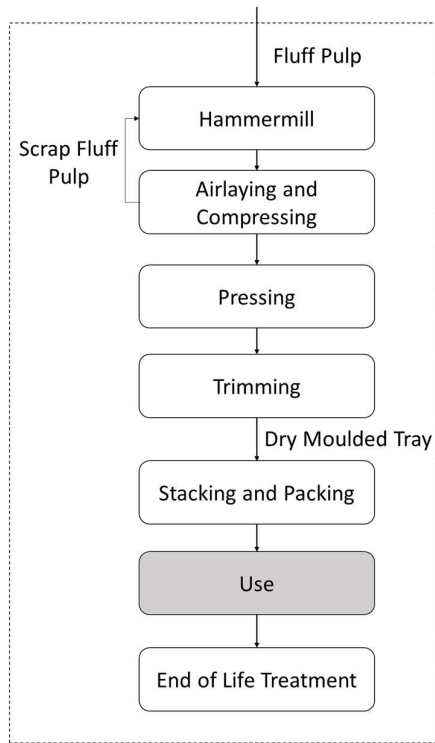 Fluff Pulp
Hammermill
Scrap Fluff
Pulp
Airlaying and
Compressing
Pressing
Trimming
Dry Moulded Tray
Stacking and Packing
Use
End of Life Treatment